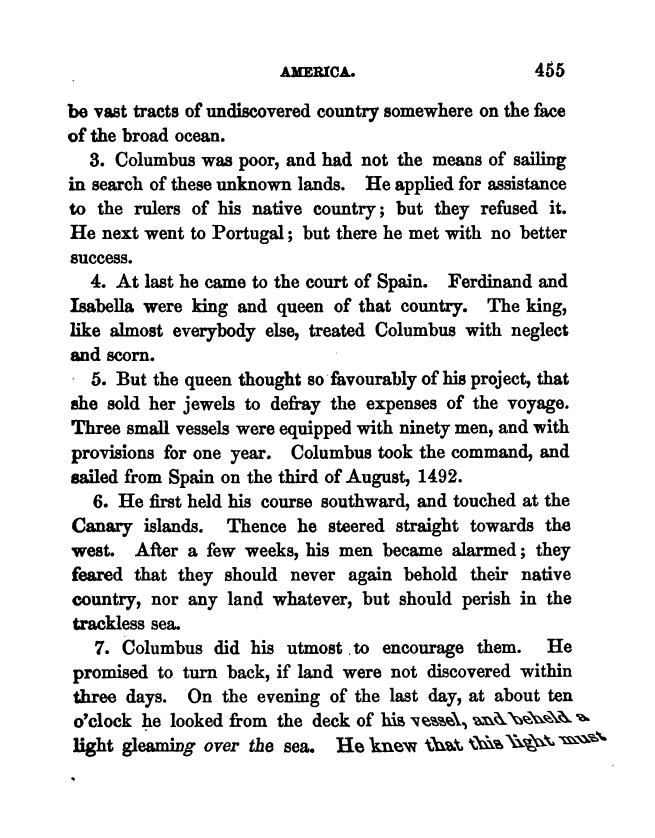 AMERICA. 455
be vast tracts of undiscovered country somewhere on the face
of the broad ocean.
3. Columbus was poor, and had not the means of sailing
in search of these unknown lands. He applied for assistance
to the rulers of his native country; but they refused it.
He next went to Portugal; but there he met with no better
success.
4. At last he came to the court of Spain. Ferdinand and
Isabella were king and queen of that country. The king,
like almost everybody else, treated Columbus with neglect
and scorn.
5. But the queen thought so favourably of his project, that
she sold her jewels to defray the expenses of the voyage.
Three small vessels were equipped with ninety men, and with
provisions for one year. Columbus took the command, and
sailed from Spain on the third of August, 1492.
6. He first held his course southward, and touched at the
Canary islands. Thence he steered straight towards the
west. After a few weeks, his men became alarmed; they
feared that they should never again behold their native
country, nor any land whatever, but should perish in the
trackless sea.
7. Columbus did his utmost to encourage them. He
promised to turn back, if land were not discovered within
three days. On the evening of the last day, at about ten
o'clock he looked from the deck of his vessel, and beheld a
light gleaming over the sea. He knew that this light must